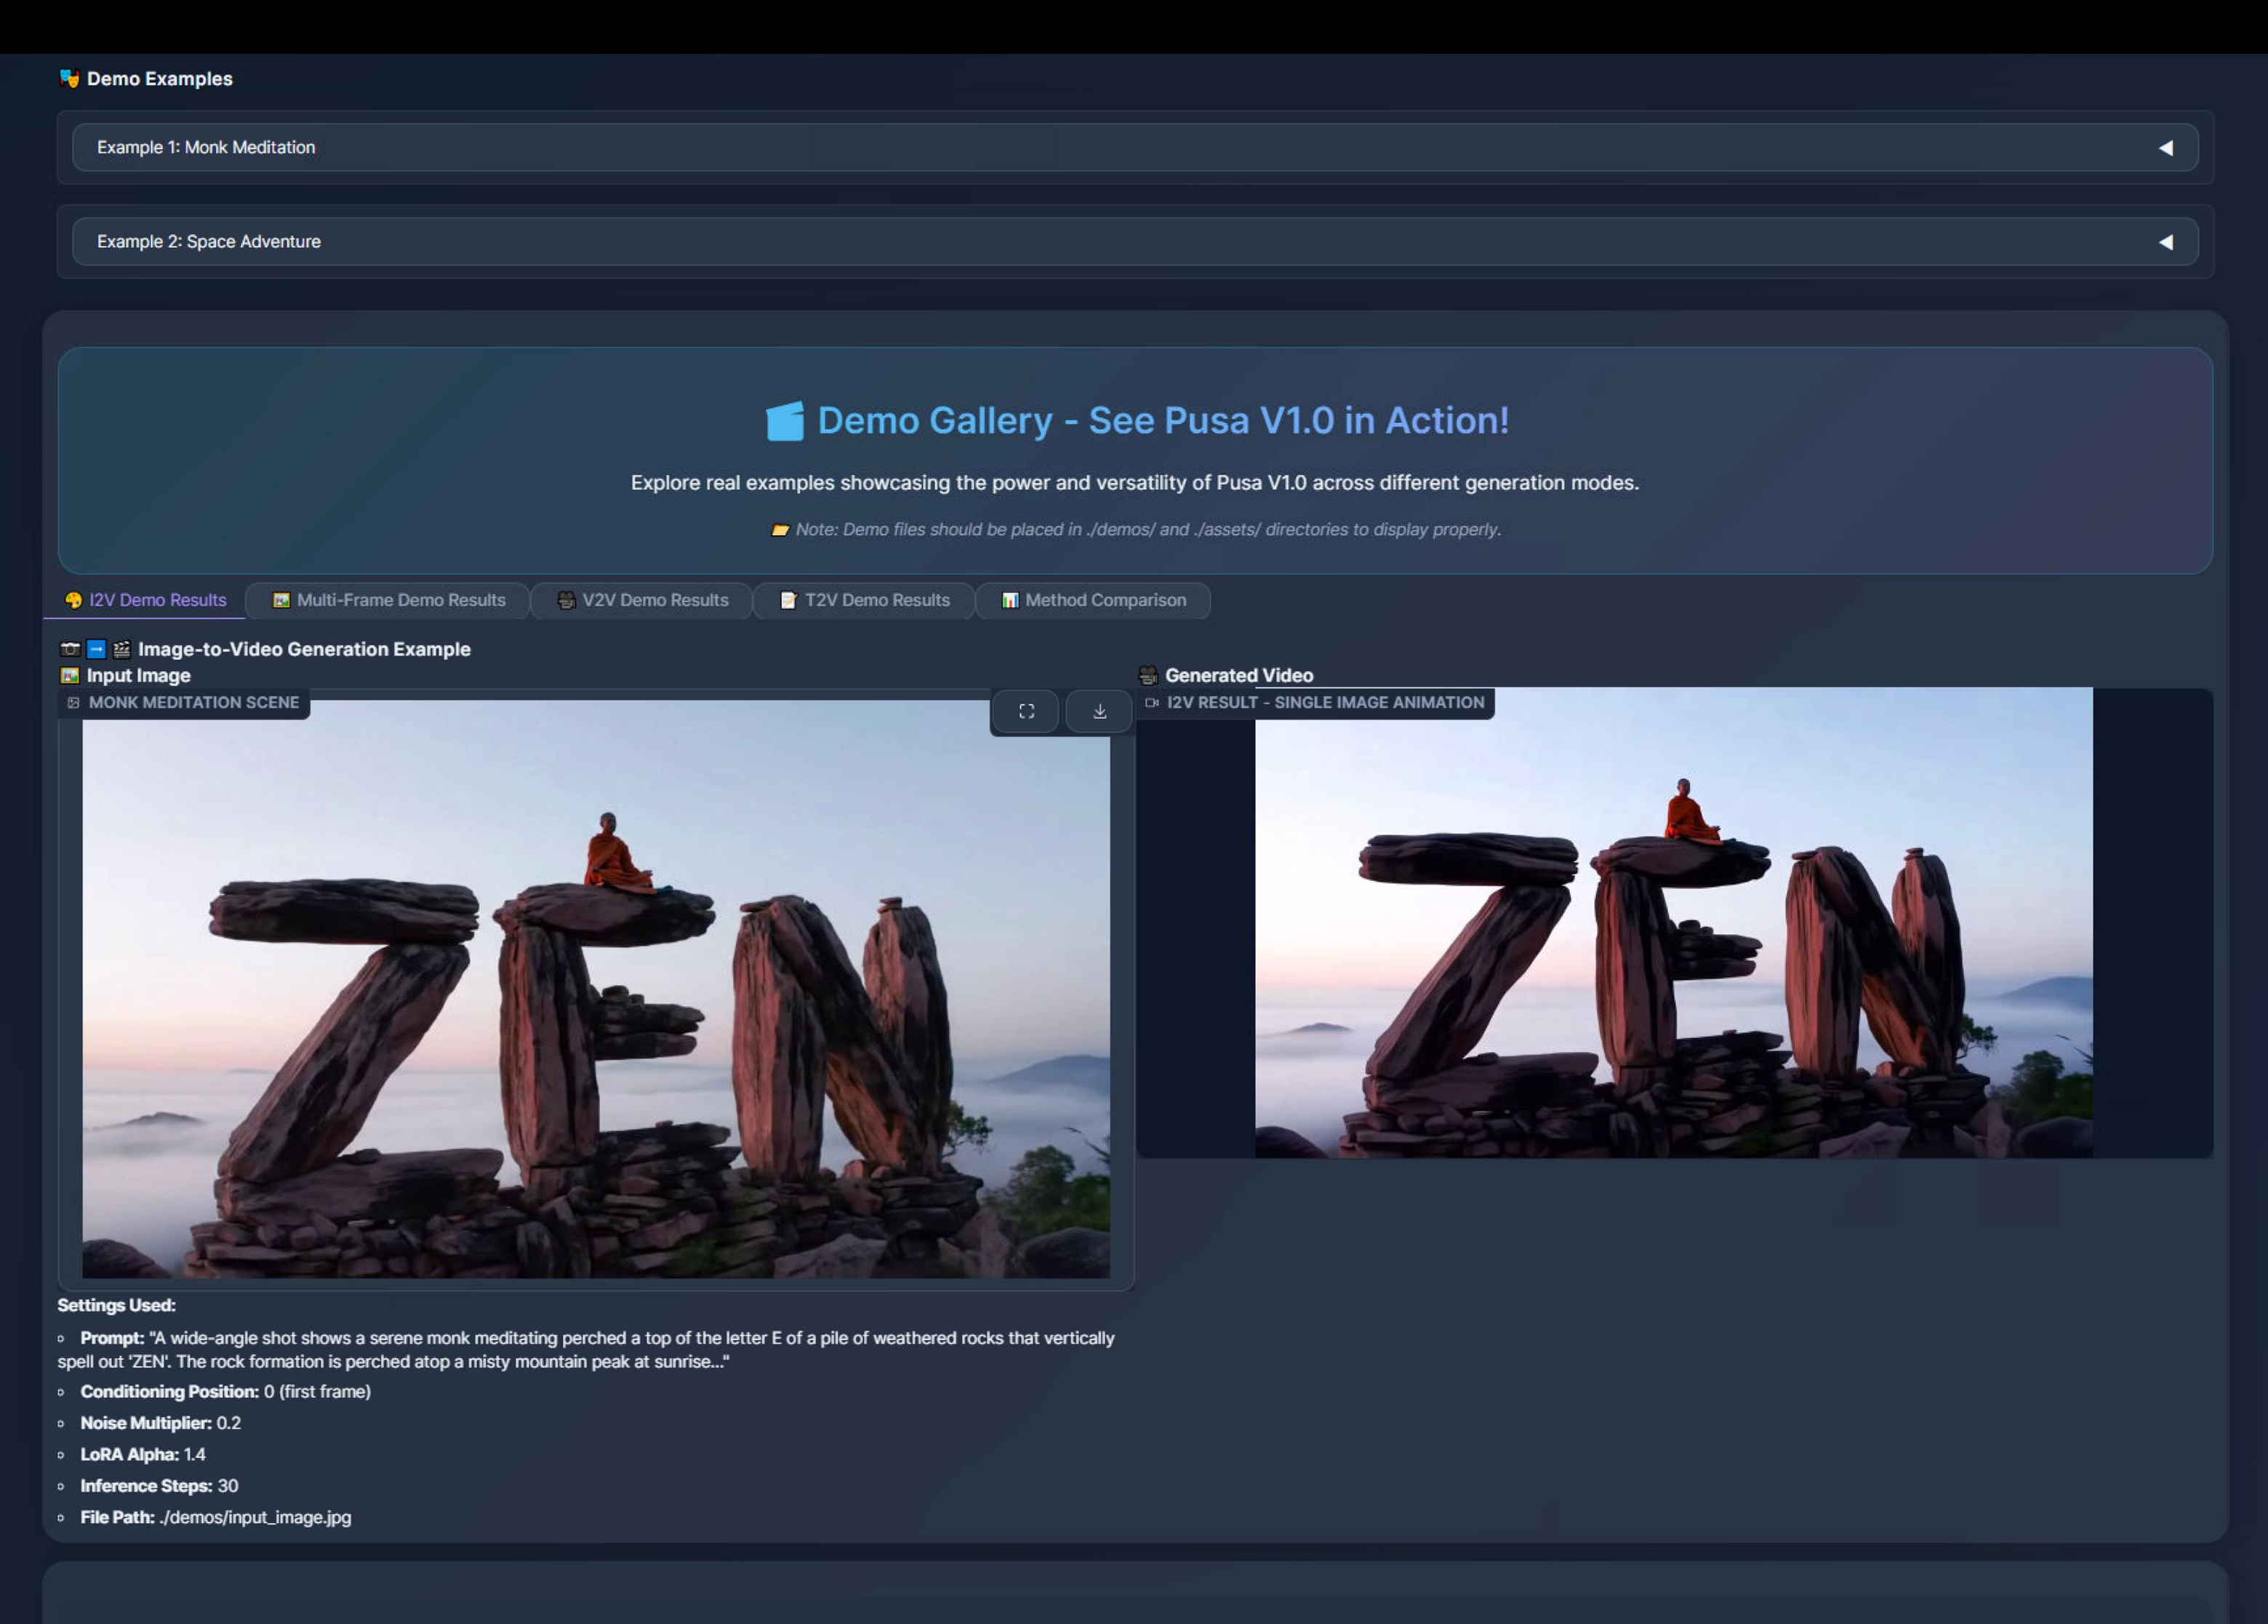 Demo Examples
Example 1: Monk Meditation
Example 2: Space Adventure
Demo Gallery - See Pusa V1.0 in Action!
Explore real examples showcasing the power and versatility of Pusa V1.0 across different generation modes.
Note: Demo files should be placed in ./demos/ and ./assets/ directories to display properly.
I2V Demo Results
Multi-Frame Demo Results
V2V Demo Results
T2V Demo Results
Method Comparison
Image-to-Video Generation Example
Input Image
MONK MEDITATION SCENE
ZEN
Generated Video
I2V RESULT - SINGLE IMAGE ANIMATION
ZEN
Settings Used:
Prompt: "A wide-angle shot shows a serene monk meditating perched a top of the letter E of a pile of weathered rocks that vertically
spell out 'ZEN'. The rock formation is perched atop a misty mountain peak at sunrise..."
Conditioning Position: 0 (first frame)
Noise Multiplier: 0.2
LoRA Alpha: 1.4
Inference Steps: 30
File Path: ./demos/input_image.jpg